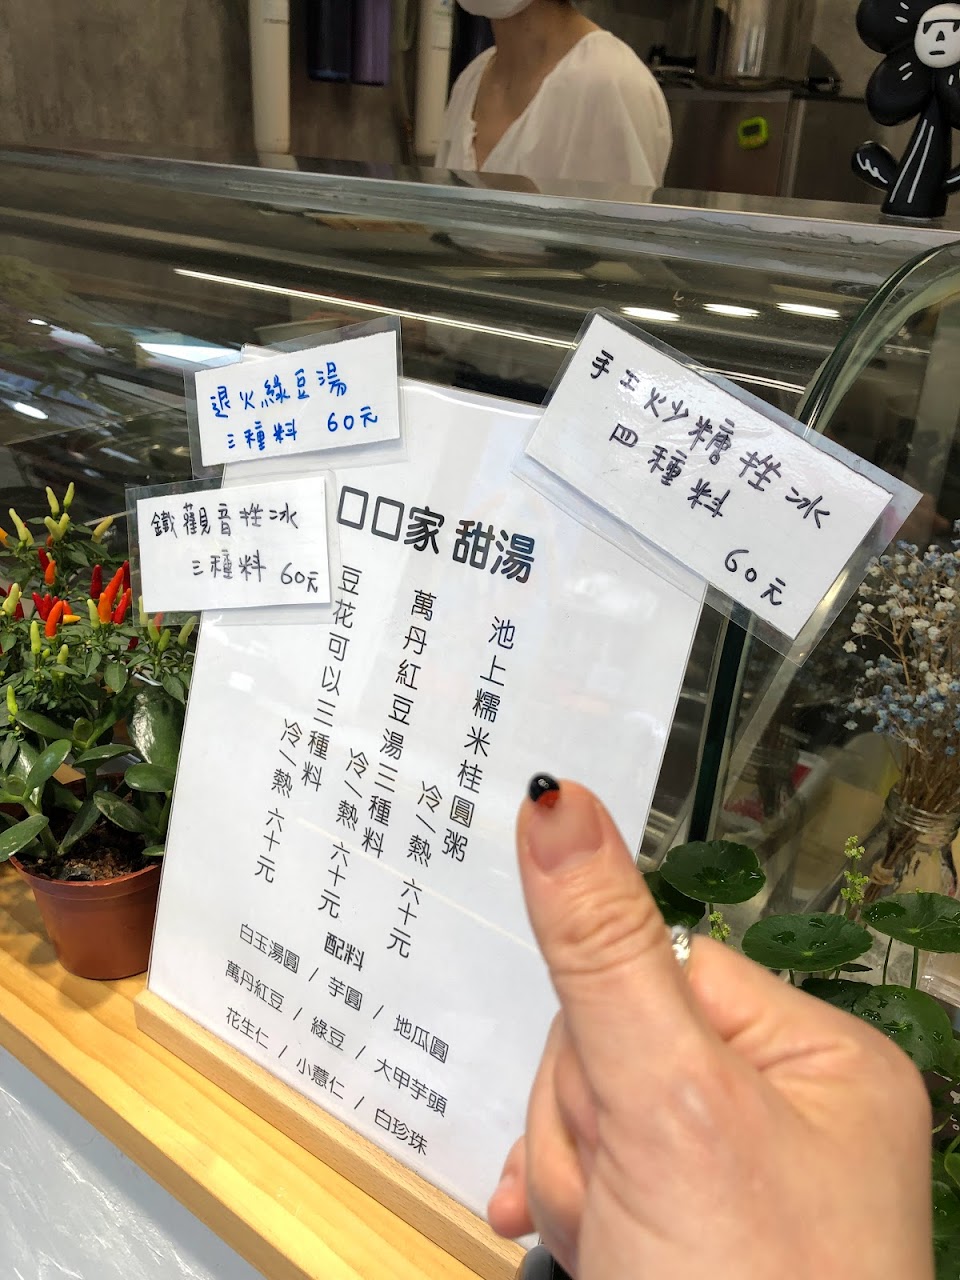 退火綠豆湯
三種料 60元
鐵觀音挫冰
三種料 60元
手工炒糖挫冰
四種料
60元
口口家 甜湯
池上糯米桂圓粥
冷/熱 六十元
萬丹紅豆湯三種料
冷/熱 六十元
豆花可以三種料
冷/熱 六十元
配料
白玉湯圓 / 芋圓 / 地瓜圓
萬丹紅豆 / 綠豆 / 大甲芋頭
花生仁 / 小薏仁 / 白珍珠